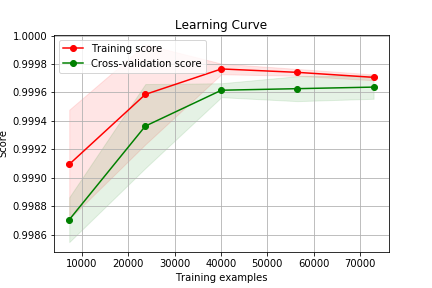 Learning Curve
1.0000
0.9998
0.9996
0.9994
0.9992
0.9990
0.9988
0.9986
Score
Training score
Cross-validation score
10000 20000 30000 40000 50000 60000 70000
Training examples